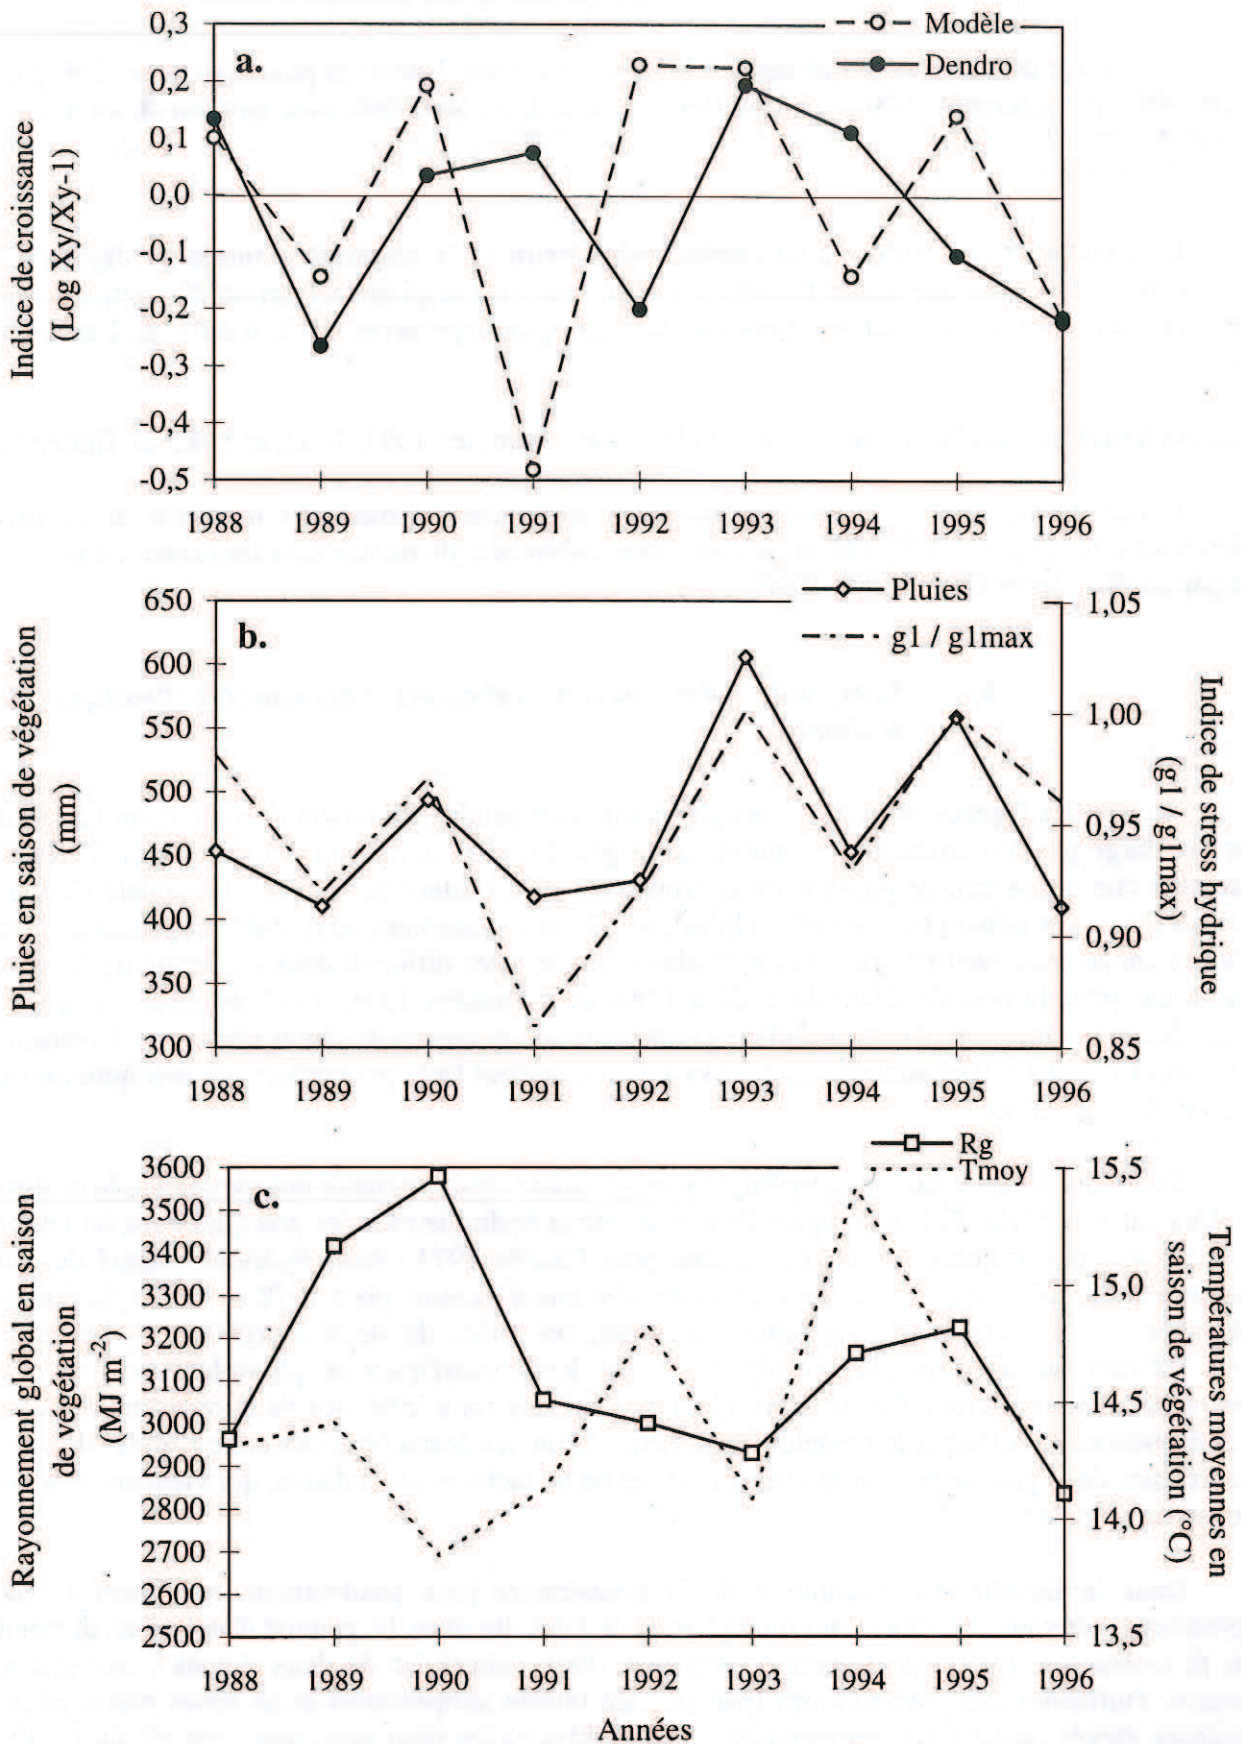 a.
Modèle
Dendro
0,3
0,2
0,1
0,0
-0,1
-0,2
-0,3
-0,4
-0,5
Indice de croissance
(Log Xy/Xy-1)
1988 1989 1990 1991 1992 1993 1994 1995 1996
b.
Pluies
g1 / g1max
650
600
550
500
450
400
350
300
Pluies en saison de végétation
(mm)
1,05
1,00
0,95
0,90
0,85
Indice de stress hydrique
(g1 / g1max)
1988 1989 1990 1991 1992 1993 1994 1995 1996
c.
Rg
Tmoy
3600
3500
3400
3300
3200
3100
3000
2900
2800
2700
2600
2500
Rayonnement global en saison
de végétation
(MJ m-2)
15,5
15,0
14,5
14,0
13,5
Températures moyennes en
saison de végétation (°C)
1988 1989 1990 1991 1992 1993 1994 1995 1996
Années